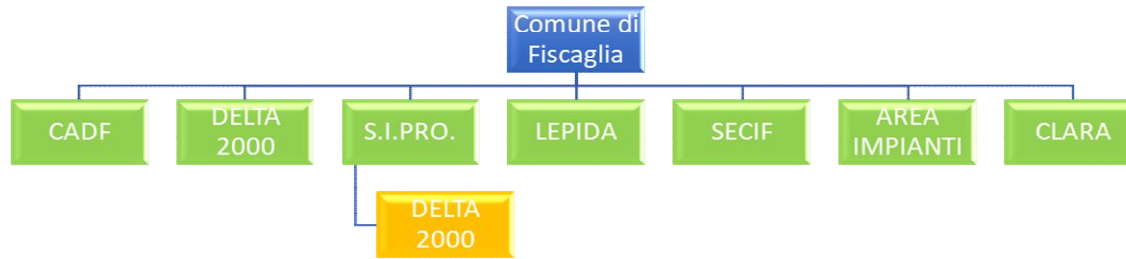 Comune di
Fiscaglia
CADF
DELTA
2000
S.I.PRO.
LEPIDA
SECIF
AREA
IMPIANTI
CLARA
DELTA
2000